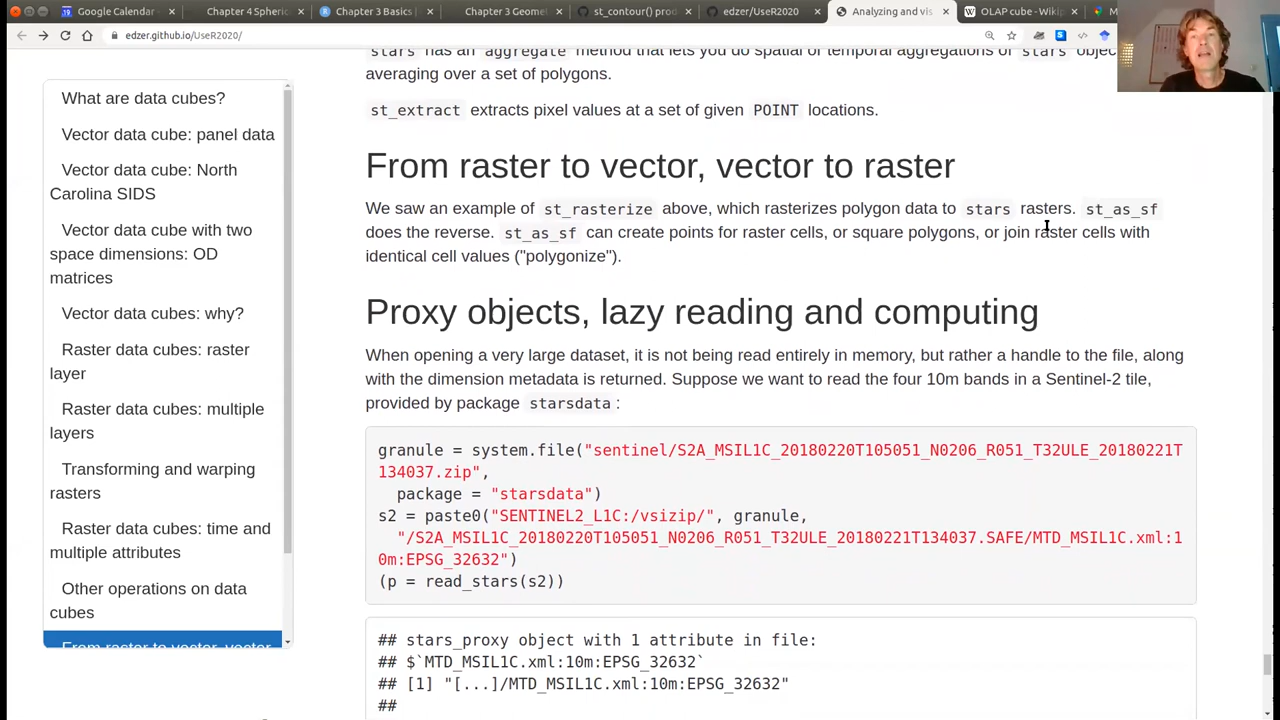 Google Calendar -
Chapter 4 Spheric
Chapter 3 Basics |
Chapter 3 Geomet
st_contour() prod
edzer/UseR2020
Analyzing and vis
OLAP cube - Wikip
edzer.github.io/UseR2020/
stars has an aggregate method that lets you do spatial or temporal aggregations of stars objec
averaging over a set of polygons.
st_extract extracts pixel values at a set of given POINT locations.
From raster to vector, vector to raster
We saw an example of st_rasterize above, which rasterizes polygon data to stars rasters. st_as_sf
does the reverse. st_as_sf can create points for raster cells, or square polygons, or join raster cells with
identical cell values ("polygonize").
Proxy objects, lazy reading and computing
When opening a very large dataset, it is not being read entirely in memory, but rather a handle to the file, along
with the dimension metadata is returned. Suppose we want to read the four 10m bands in a Sentinel-2 tile,
provided by package starsdata :
granule = system.file("sentinel/S2A_MSIL1C_20180220T105051_N0206_R051_T32ULE_20180221T
134037.zip",
package = "starsdata")
s2 = paste0("SENTINEL2_L1C:/vsizip/", granule,
"/S2A_MSIL1C_20180220T105051_N0206_R051_T32ULE_20180221T134037.SAFE/MTD_MSIL1C.xml:1
0m:EPSG_32632")
(p = read_stars(s2))
## stars_proxy object with 1 attribute in file:
## $`MTD_MSIL1C.xml:10m:EPSG_32632`
## [1] "[...]/MTD_MSIL1C.xml:10m:EPSG_32632"
##
What are data cubes?
Vector data cube: panel data
Vector data cube: North
Carolina SIDS
Vector data cube with two
space dimensions: OD
matrices
Vector data cubes: why?
Raster data cubes: raster
layer
Raster data cubes: multiple
layers
Transforming and warping
rasters
Raster data cubes: time and
multiple attributes
Other operations on data
cubes
From raster to vector, vector